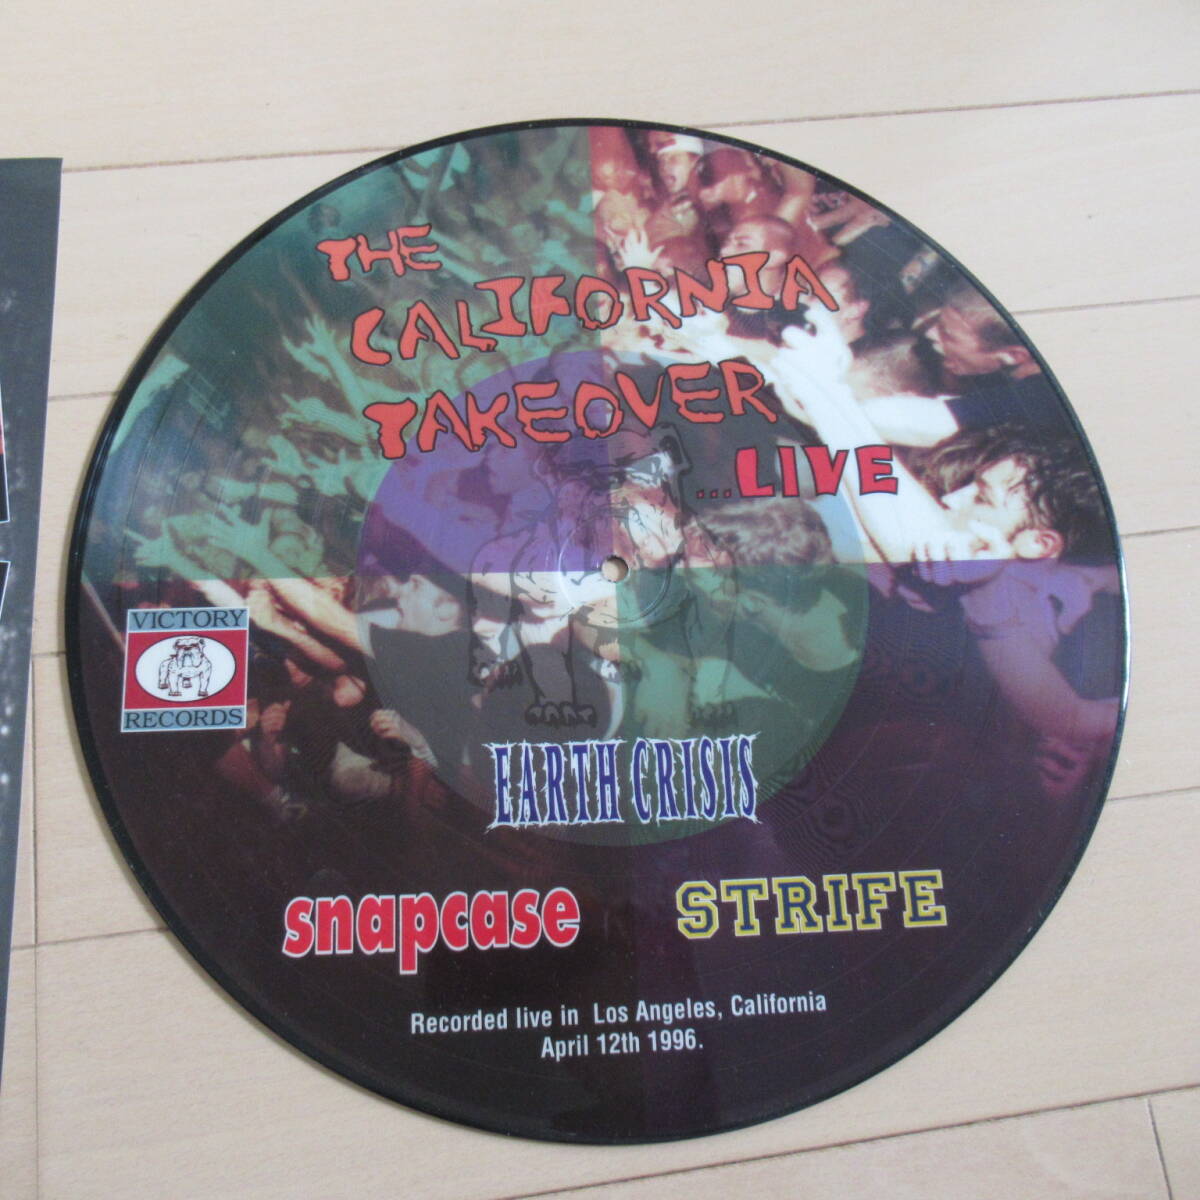 THE
CALIFORNIA
TAKEOVER
...LIVE
VICTORY
RECORDS
EARTH CRISIS
snapcase
STRIFE
Recorded live in Los Angeles, California
April 12th 1996.